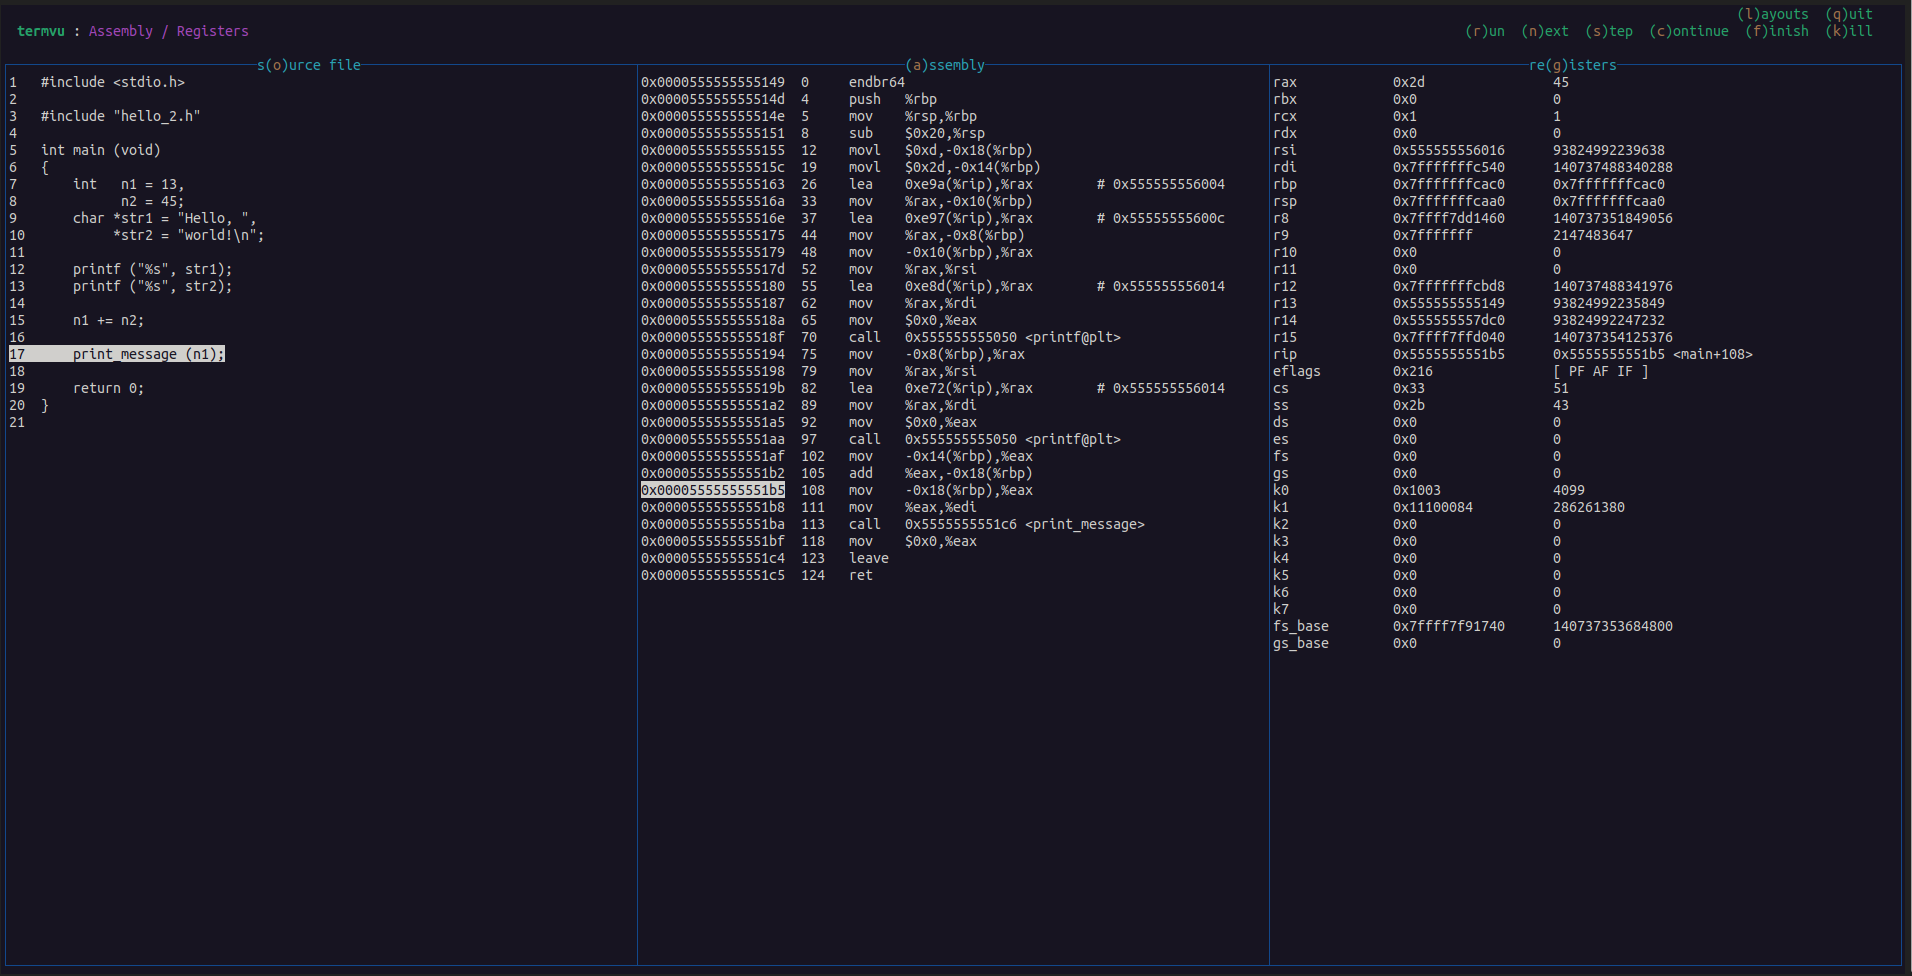 (l)ayouts  (q)uit
termvu : Assembly / Registers
(r)un  (n)ext  (s)tep  (c)ontinue  (f)inish  (k)ill
s(o)urce file
1   #include <stdio.h>
2
3   #include "hello_2.h"
4
5   int main (void)
6   {
7       int   n1 = 13,
8             n2 = 45;
9       char *str1 = "Hello, ",
10           *str2 = "world!\n";
11
12      printf ("%s", str1);
13      printf ("%s", str2);
14
15      n1 += n2;
16
17      print_message (n1);
18
19      return 0;
20  }
21
(a)ssembly
0x0000555555555149  0    endbr64
0x000055555555514d  4    push   %rbp
0x000055555555514e  5    mov    %rsp,%rbp
0x0000555555555151  8    sub    $0x20,%rsp
0x0000555555555155  12   movl   $0xd,-0x18(%rbp)
0x000055555555515c  19   movl   $0x2d,-0x14(%rbp)
0x0000555555555163  26   lea    0xe9a(%rip),%rax        # 0x555555556004
0x000055555555516a  33   mov    %rax,-0x10(%rbp)
0x000055555555516e  37   lea    0xe97(%rip),%rax        # 0x55555555600c
0x0000555555555175  44   mov    %rax,-0x8(%rbp)
0x0000555555555179  48   mov    -0x10(%rbp),%rax
0x000055555555517d  52   mov    %rax,%rsi
0x0000555555555180  55   lea    0xe8d(%rip),%rax        # 0x555555556014
0x0000555555555187  62   mov    %rax,%rdi
0x000055555555518a  65   mov    $0x0,%eax
0x000055555555518f  70   call   0x555555555050 <printf@plt>
0x0000555555555194  75   mov    -0x8(%rbp),%rax
0x0000555555555198  79   mov    %rax,%rsi
0x000055555555519b  82   lea    0xe72(%rip),%rax        # 0x555555556014
0x00005555555551a2  89   mov    %rax,%rdi
0x00005555555551a5  92   mov    $0x0,%eax
0x00005555555551aa  97   call   0x555555555050 <printf@plt>
0x00005555555551af  102  mov    -0x14(%rbp),%eax
0x00005555555551b2  105  add    %eax,-0x18(%rbp)
0x00005555555551b5  108  mov    -0x18(%rbp),%eax
0x00005555555551b8  111  mov    %eax,%edi
0x00005555555551ba  113  call   0x5555555551c6 <print_message>
0x00005555555551bf  118  mov    $0x0,%eax
0x00005555555551c4  123  leave
0x00005555555551c5  124  ret
re(g)isters
rax            0x2d                45
rbx            0x0                 0
rcx            0x1                 1
rdx            0x0                 0
rsi            0x555555556016      93824992239638
rdi            0x7fffffffc540      140737488340288
rbp            0x7fffffffcac0      0x7fffffffcac0
rsp            0x7fffffffcaa0      0x7fffffffcaa0
r8             0x7ffff7dd1460      140737351849056
r9             0x7fffffff          2147483647
r10            0x0                 0
r11            0x0                 0
r12            0x7fffffffcbd8      140737488341976
r13            0x555555555149      93824992235849
r14            0x555555557dc0      93824992247232
r15            0x7ffff7ffd040      140737354125376
rip            0x5555555551b5      0x5555555551b5 <main+108>
eflags         0x216               [ PF AF IF ]
cs             0x33                51
ss             0x2b                43
ds             0x0                 0
es             0x0                 0
fs             0x0                 0
gs             0x0                 0
k0             0x1003              4099
k1             0x11100084          286261380
k2             0x0                 0
k3             0x0                 0
k4             0x0                 0
k5             0x0                 0
k6             0x0                 0
k7             0x0                 0
fs_base        0x7ffff7f91740      140737353684800
gs_base        0x0                 0